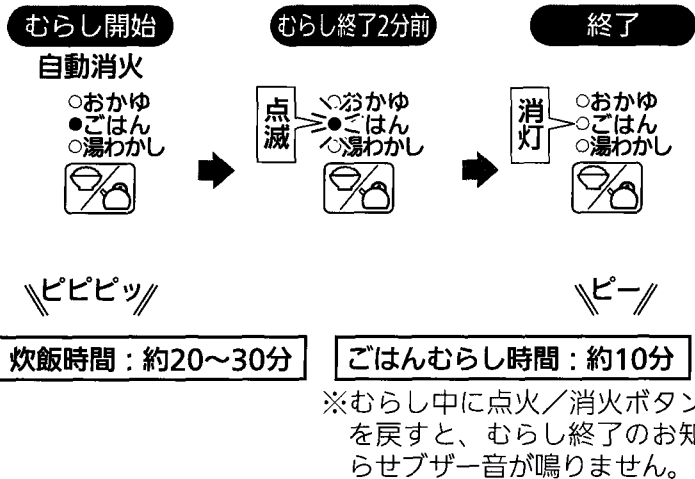 むらし開始
むらし終了2分前
終了
自動消火
○おかゆ
●ごはん
○湯わかし
点滅
○おかゆ
●ごはん
○湯わかし
消灯
○おかゆ
○ごはん
○湯わかし
ピピピッ
ピー
炊飯時間：約20〜30分
ごはんむらし時間：約10分
※むらし中に点火／消火ボタン
を戻すと、むらし終了のお知
らせブザー音が鳴りません。